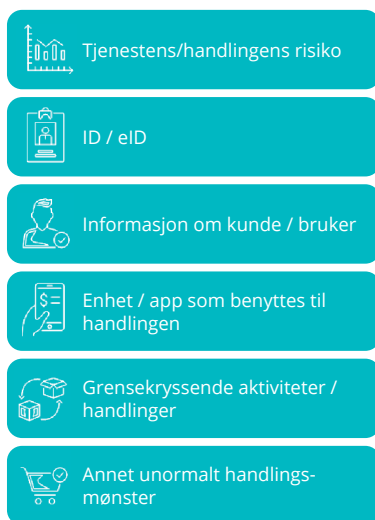 Tjenestens/handlingens risiko
ID / eID
Informasjon om kunde / bruker
Enhet / app som benyttes til
handlingen
Grensekryssende aktiviteter /
handlinger
Annet unormalt handlings-
mønster